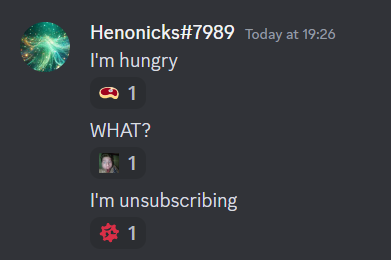 Henonicks#7989 Today at 19:26
I'm hungry
1
WHAT?
1
I'm unsubscribing
1